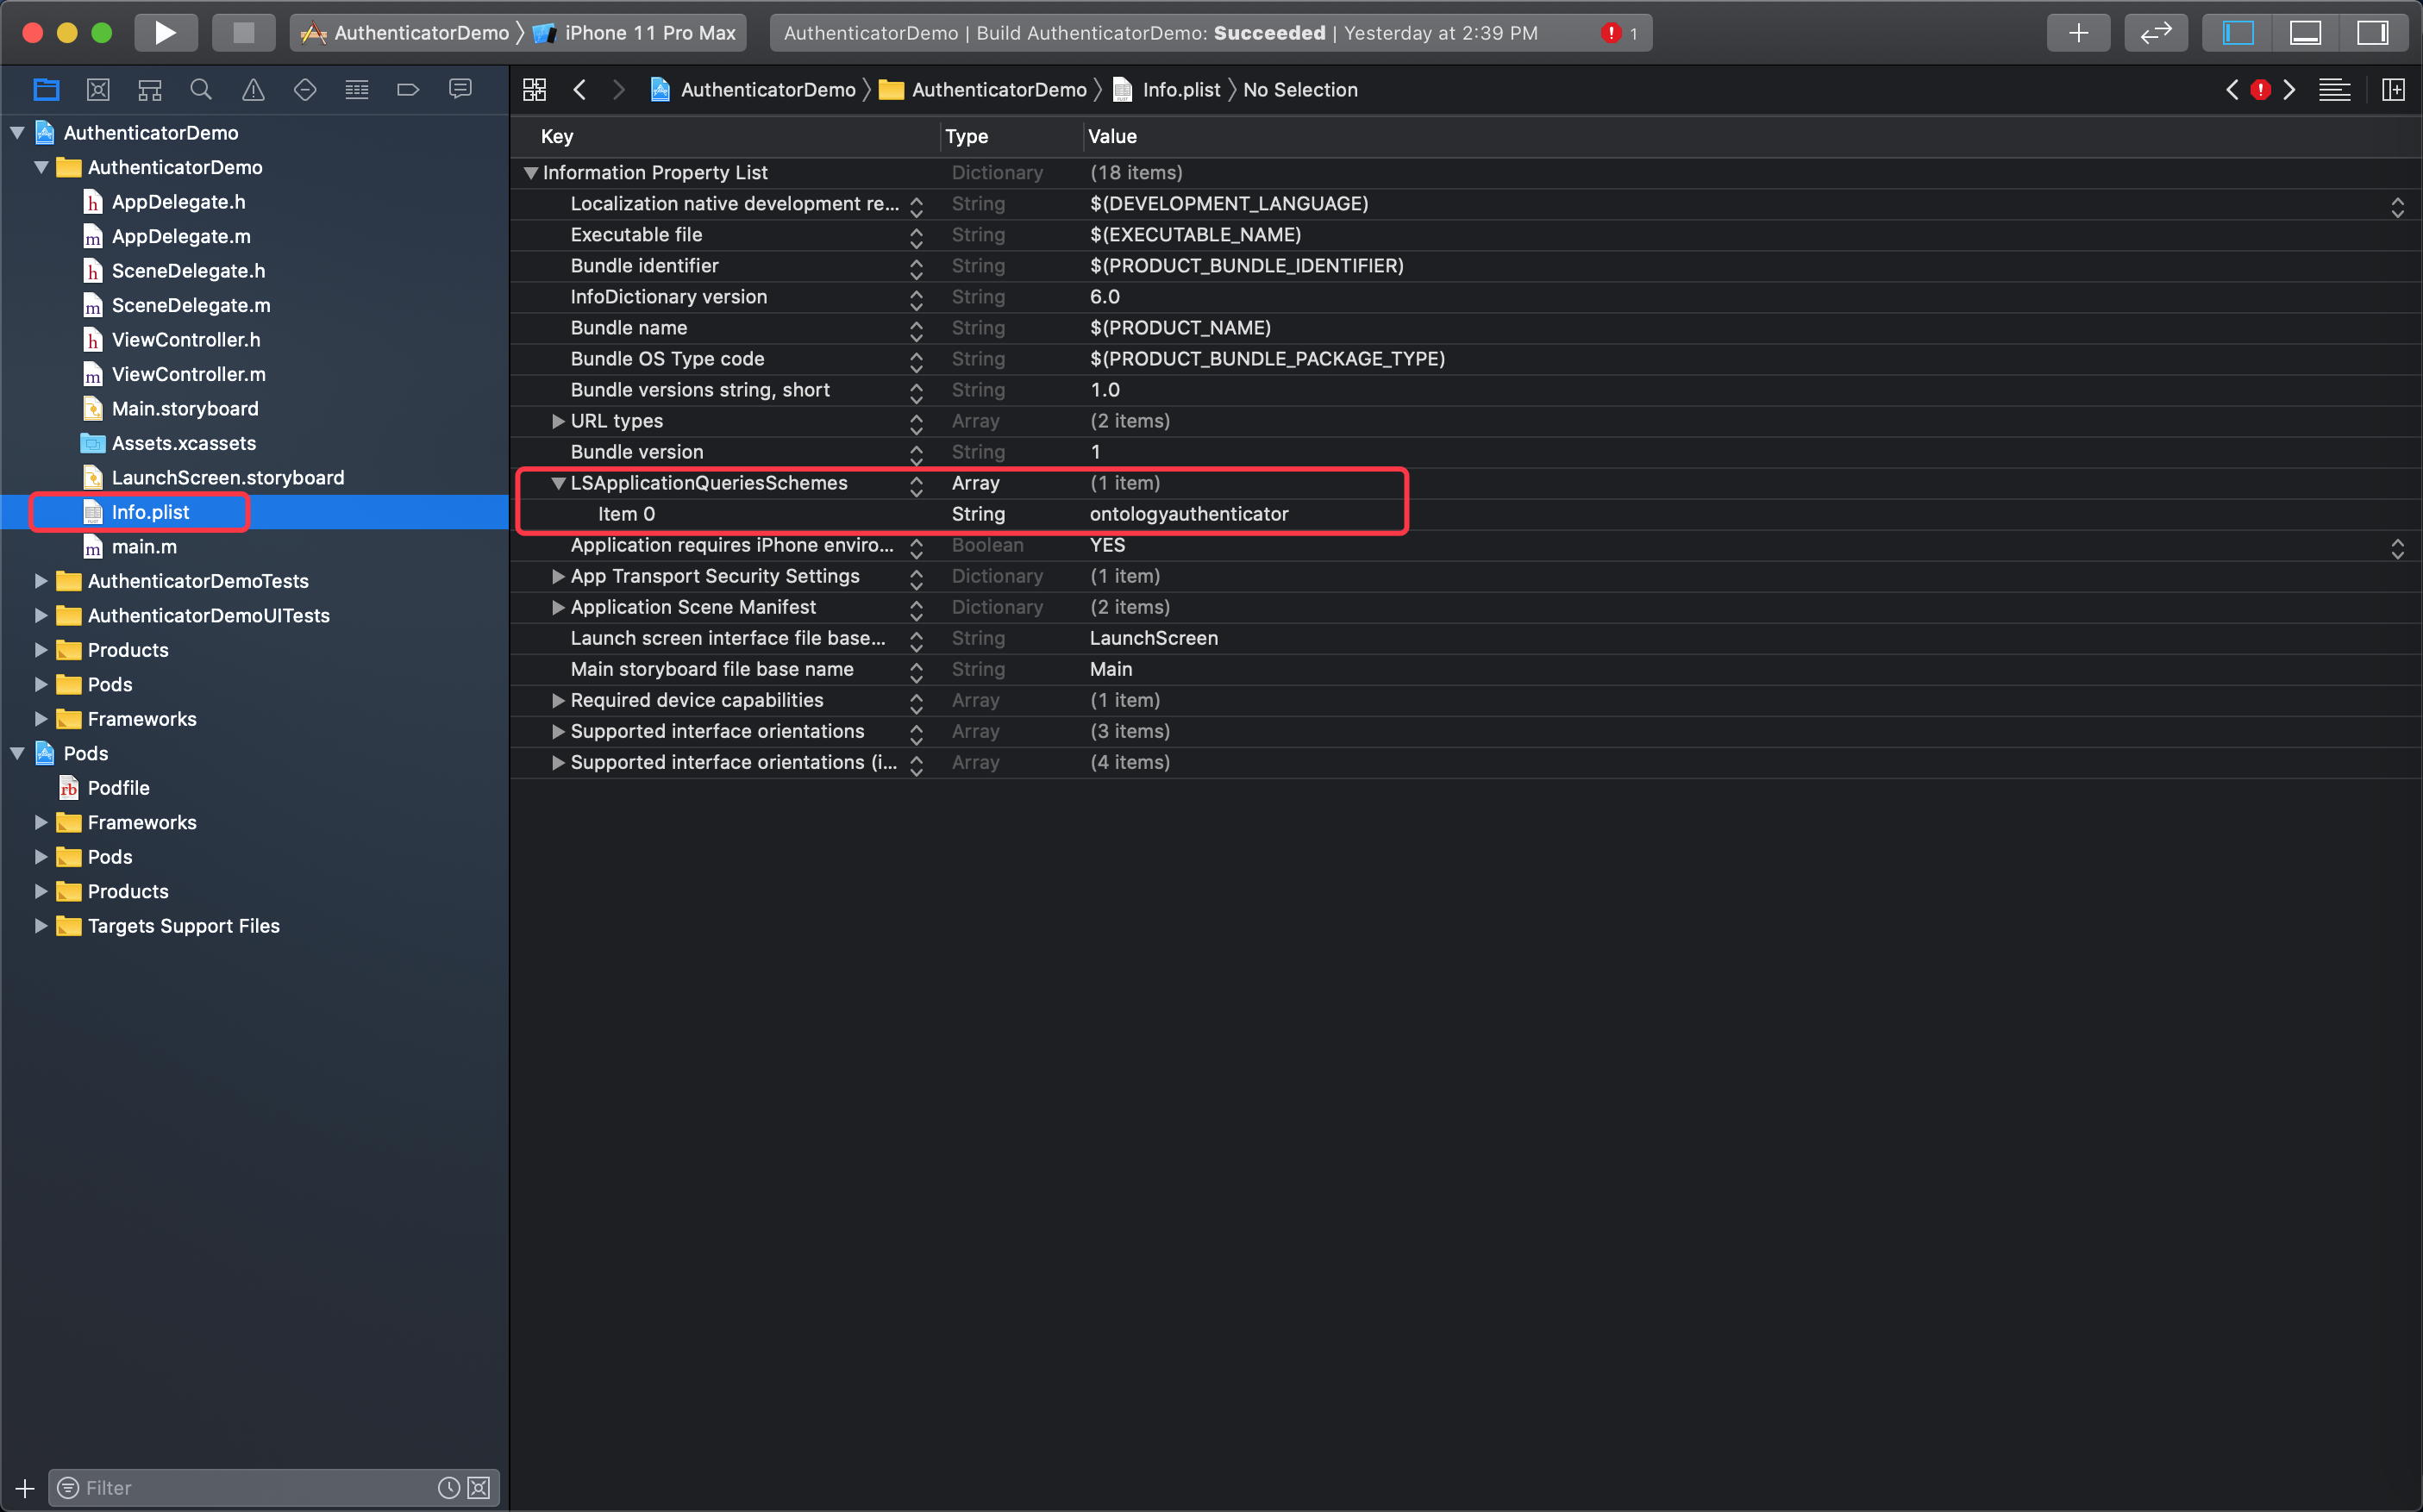 AuthenticatorDemo
iPhone 11 Pro Max
AuthenticatorDemo | Build AuthenticatorDemo: Succeeded | Yesterday at 2:39 PM
1
AuthenticatorDemo
AuthenticatorDemo
Info.plist
No Selection
AuthenticatorDemo
AuthenticatorDemo
h AppDelegate.h
m AppDelegate.m
h SceneDelegate.h
m SceneDelegate.m
h ViewController.h
m ViewController.m
Main.storyboard
Assets.xcassets
LaunchScreen.storyboard
Info.plist
m main.m
AuthenticatorDemoTests
AuthenticatorDemoUITests
Products
Pods
Frameworks
Pods
rb Podfile
Frameworks
Pods
Products
Targets Support Files
Filter
Key Type Value
Information Property List Dictionary (18 items)
Localization native development re... String $(DEVELOPMENT_LANGUAGE)
Executable file String $(EXECUTABLE_NAME)
Bundle identifier String $(PRODUCT_BUNDLE_IDENTIFIER)
InfoDictionary version String 6.0
Bundle name String $(PRODUCT_NAME)
Bundle OS Type code String $(PRODUCT_BUNDLE_PACKAGE_TYPE)
Bundle versions string, short String 1.0
URL types Array (2 items)
Bundle version String 1
LSApplicationQueriesSchemes Array (1 item)
Item 0 String ontologyauthenticator
Application requires iPhone enviro... Boolean YES
App Transport Security Settings Dictionary (1 item)
Application Scene Manifest Dictionary (2 items)
Launch screen interface file base... String LaunchScreen
Main storyboard file base name String Main
Required device capabilities Array (1 item)
Supported interface orientations Array (3 items)
Supported interface orientations (i... Array (4 items)